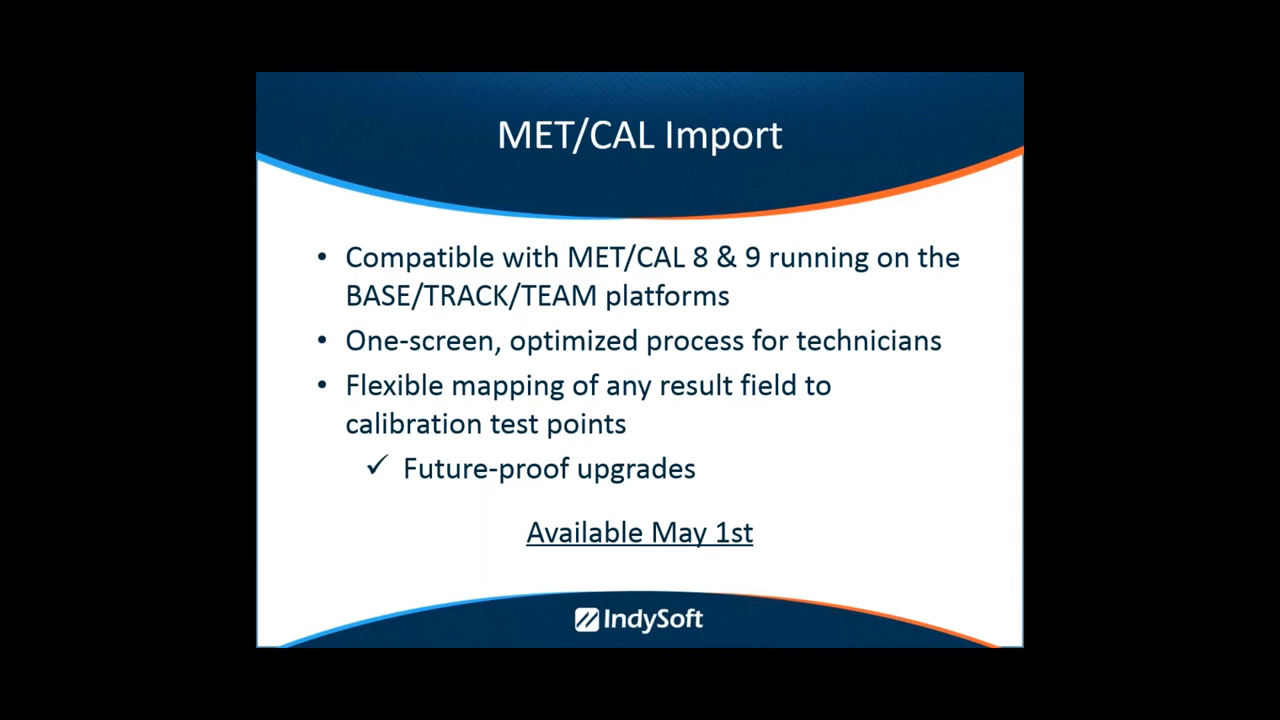 MET/CAL Import
• Compatible with MET/CAL 8 & 9 running on the
BASE/TRACK/TEAM platforms
• One-screen, optimized process for technicians
• Flexible mapping of any result field to
calibration test points
✓ Future-proof upgrades
Available May 1st
IndySoft